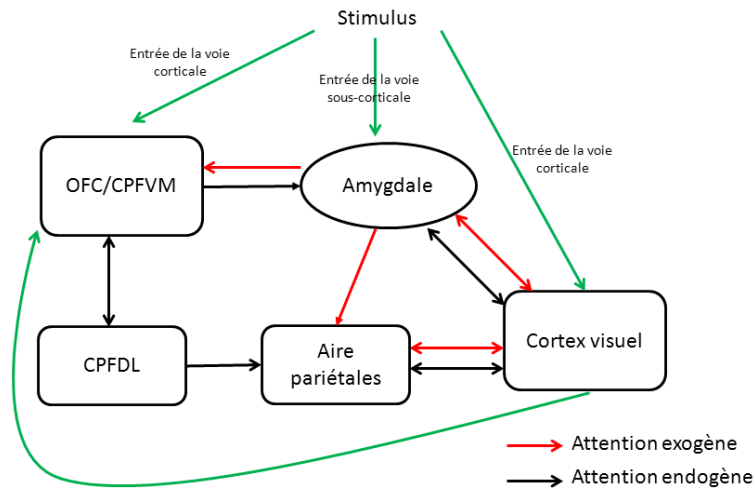 Stimulus
Entrée de la voie
corticale
Entrée de la voie
sous-corticale
Entrée de la voie
corticale
OFC/CPFVM
Amygdale
CPFDL
Aire
pariétales
Cortex visuel
Attention exogène
Attention endogène